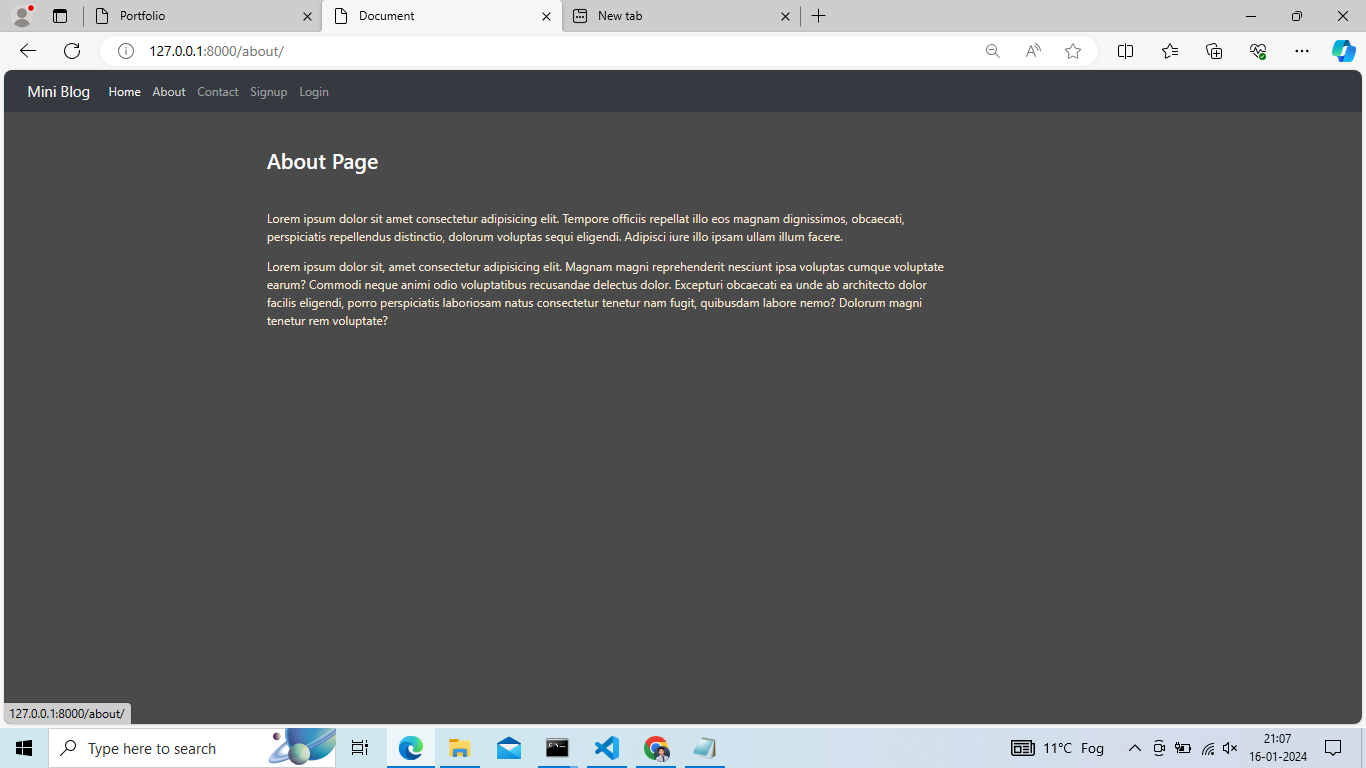 Portfolio
Document
New tab
127.0.0.1:8000/about/
Mini Blog Home About Contact Signup Login
About Page
Lorem ipsum dolor sit amet consectetur adipisicing elit. Tempore officiis repellat illo eos magnam dignissimos, obcaecati,
perspiciatis repellendus distinctio, dolorum voluptas sequi eligendi. Adipisci iure illo ipsam ullam illum facere.
Lorem ipsum dolor sit, amet consectetur adipisicing elit. Magnam magni reprehenderit nesciunt ipsa voluptas cumque voluptate
earum? Commodi neque animi odio voluptatibus recusandae delectus dolor. Excepturi obcaecati ea unde ab architecto dolor
facilis eligendi, porro perspiciatis laboriosam natus consectetur tenetur nam fugit, quibusdam labore nemo? Dolorum magni
tenetur rem voluptate?
127.0.0.1:8000/about/
Type here to search
11°C Fog
21:07
16-01-2024